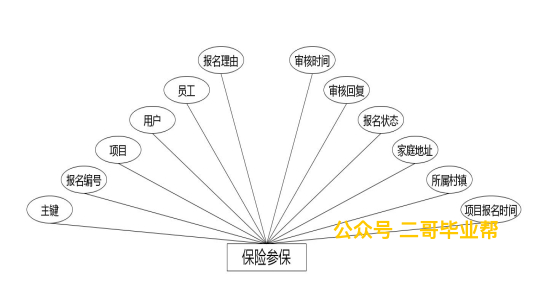 报名理由
审核时间
员工
审核回复
用户
报名状态
项目
家庭地址
报名编号
所属村镇
主键
项目报名时间
公众号 二哥毕业帮
保险参保